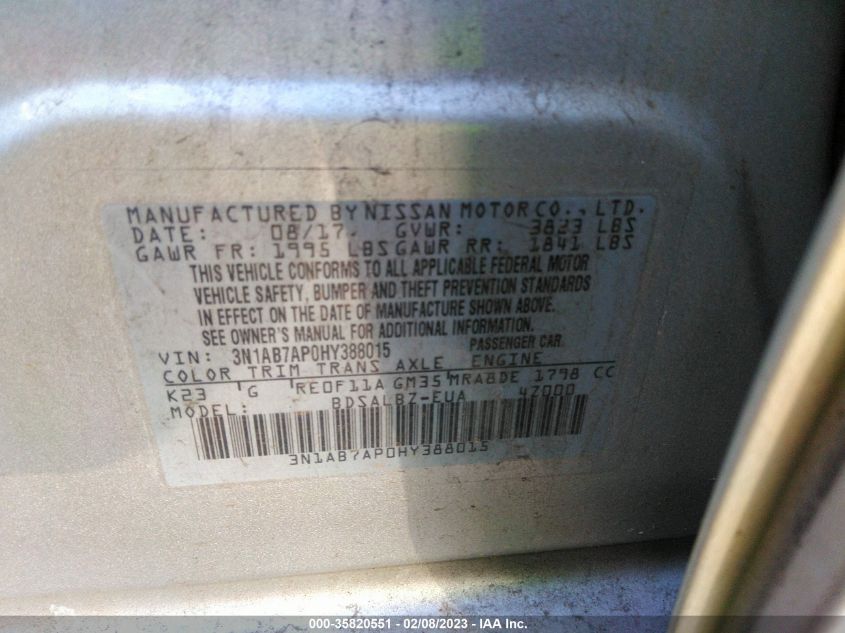 MANUFACTURED BY NISSAN MOTOR CO., LTD.
DATE: 08/17 GVWR: 3823 LBS
GAWR FR: 1995 LBS GAWR RR: 1841 LBS
THIS VEHICLE CONFORMS TO ALL APPLICABLE FEDERAL MOTOR
VEHICLE SAFETY, BUMPER AND THEFT PREVENTION STANDARDS
IN EFFECT ON THE DATE OF MANUFACTURE SHOWN ABOVE.
SEE OWNER'S MANUAL FOR ADDITIONAL INFORMATION.
VIN: 3N1AB7AP0HY388015 PASSENGER CAR
COLOR TRIM TRANS AXLE ENGINE
K23 G RE0F11A GM35 MRA8DE 1798 CC
MODEL: BDSALBZ-EUA 4Z000
3N1AB7AP0HY388015
000-35820551 - 02/08/2023 - IAA Inc.